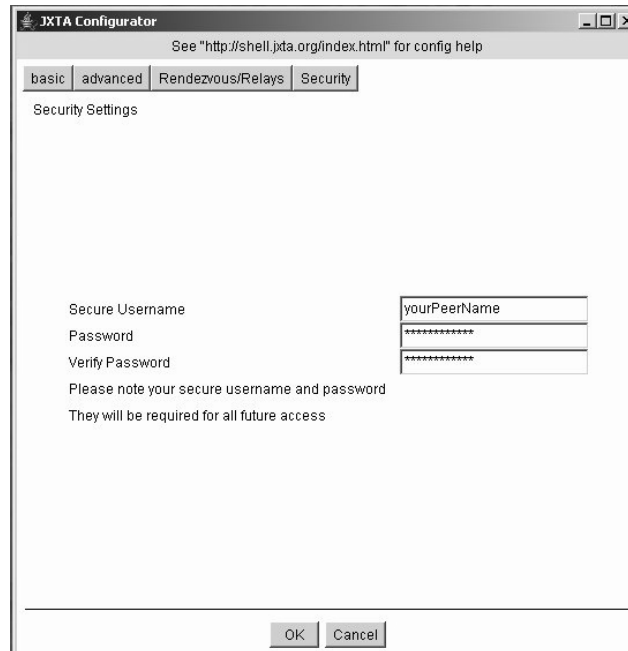 JXTA Configurator
See "http://shell.jxta.org/index.html" for config help
basic advanced Rendezvous/Relays Security
Security Settings
Secure Username yourPeerName
Password ************
Verify Password ************
Please note your secure username and password
They will be required for all future access
OK Cancel